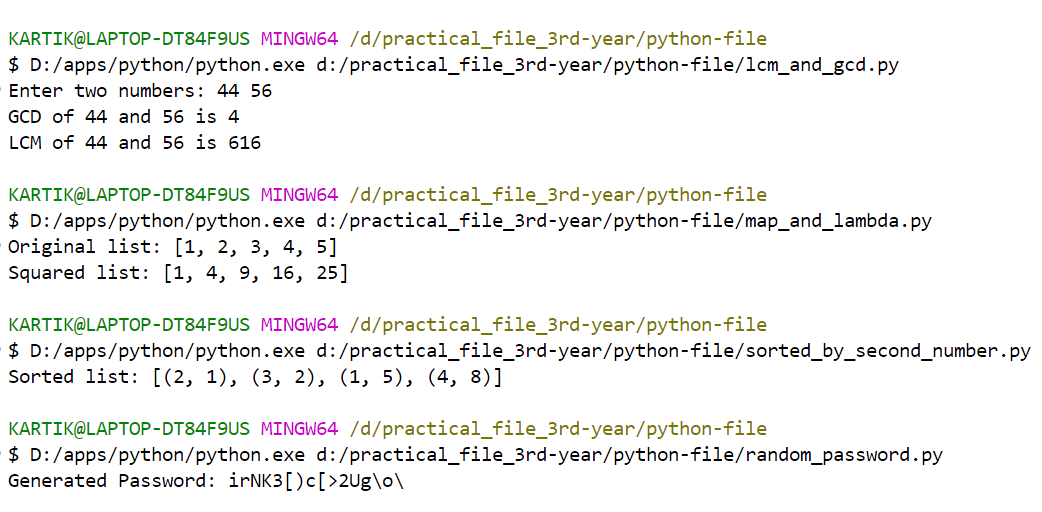 KARTIK@LAPTOP-DT84F9US MINGW64 /d/practical_file_3rd-year/python-file
$ D:/apps/python/python.exe d:/practical_file_3rd-year/python-file/lcm_and_gcd.py
Enter two numbers: 44 56
GCD of 44 and 56 is 4
LCM of 44 and 56 is 616
KARTIK@LAPTOP-DT84F9US MINGW64 /d/practical_file_3rd-year/python-file
$ D:/apps/python/python.exe d:/practical_file_3rd-year/python-file/map_and_lambda.py
Original list: [1, 2, 3, 4, 5]
Squared list: [1, 4, 9, 16, 25]
KARTIK@LAPTOP-DT84F9US MINGW64 /d/practical_file_3rd-year/python-file
$ D:/apps/python/python.exe d:/practical_file_3rd-year/python-file/sorted_by_second_number.py
Sorted list: [(2, 1), (3, 2), (1, 5), (4, 8)]
KARTIK@LAPTOP-DT84F9US MINGW64 /d/practical_file_3rd-year/python-file
$ D:/apps/python/python.exe d:/practical_file_3rd-year/python-file/random_password.py
Generated Password: irNK3[)c[>2Ug\o\